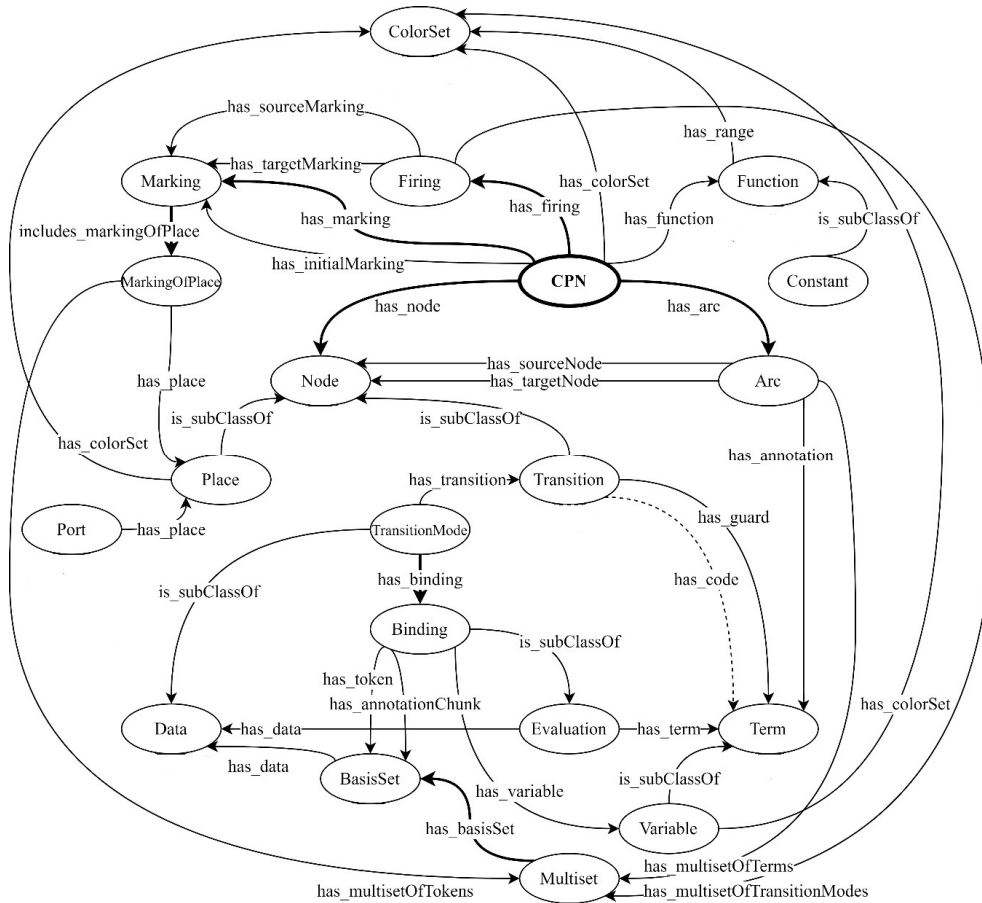 ColorSet
has_sourceMarking
has_range
has_targetMarking
Marking
Firing
has_colorSet
Function
has_marking
has_firing
has_function
is_subClassOf
includes_markingOfPlace
has_initialMarking
MarkingOfPlace
CPN
Constant
has_node
has_arc
has_sourceNode
Node
has_targetNode
Arc
has_place
is_subClassOf
is_subClassOf
has_colorSet
has_annotation
Place
has_transition
Transition
Port
has_place
TransitionMode
has_guard
has_code
is_subClassOf
has_binding
Binding
is_subClassOf
has_token
has_annotationChunk
has_colorSet
Data
has_data
Evaluation
has_term
Term
has_data
BasisSet
is_subClassOf
has_variable
has_basisSet
Variable
has_multisetOfTerms
has_multisetOfTokens
Multiset
has_multisetOfTransitionModes